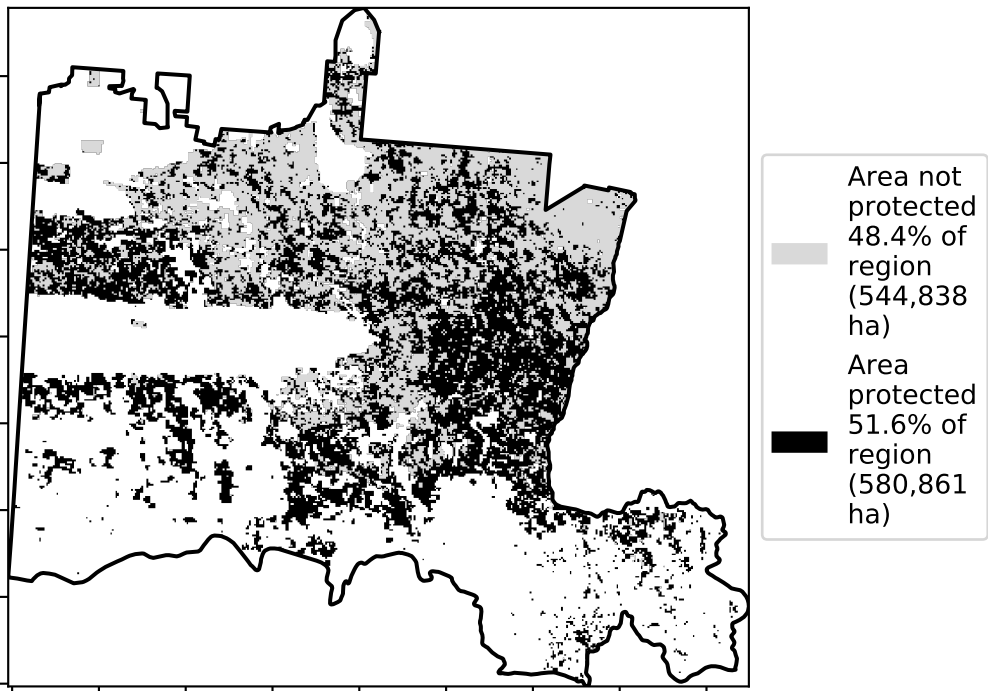 Area not
protected
48.4% of
region
(544,838
ha)
Area
protected
51.6% of
region
(580,861
ha)